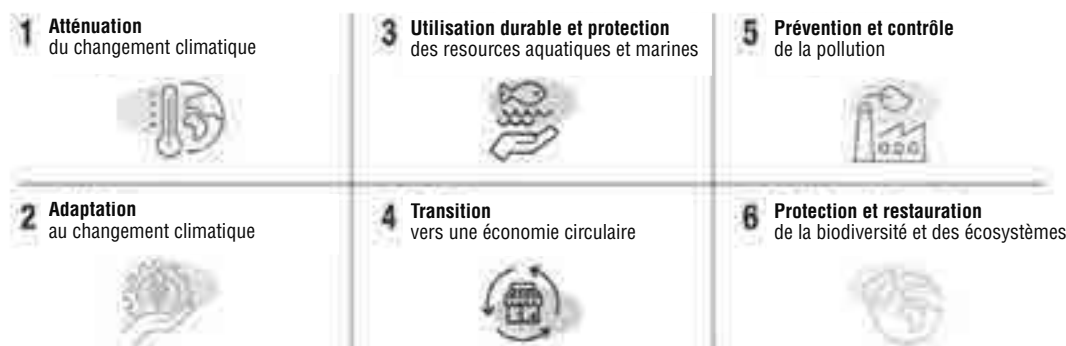 1 Atténuation
du changement climatique
3 Utilisation durable et protection
des resources aquatiques et marines
5 Prévention et contrôle
de la pollution
2 Adaptation
au changement climatique
4 Transition
vers une économie circulaire
6 Protection et restauration
de la biodiversité et des écosystèmes